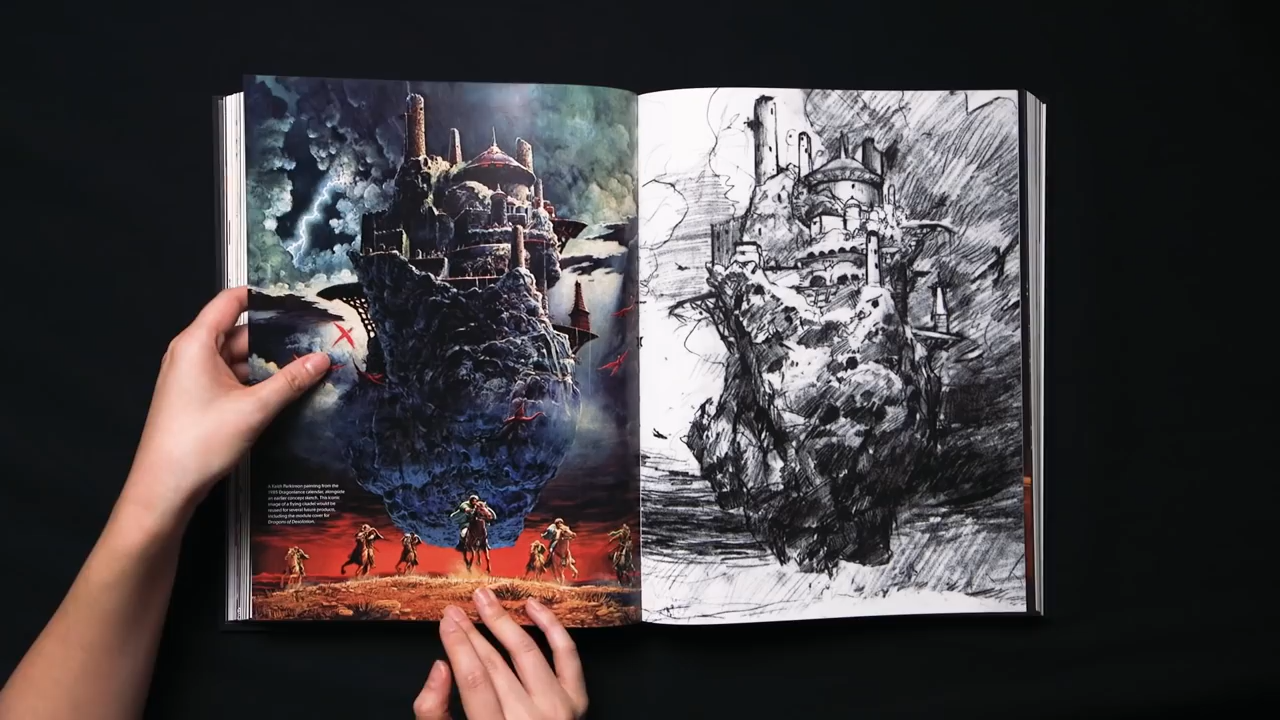 A Keith Parkinson painting from the
1989 Dragonlance calendar, alongside
an earlier concept sketch. This iconic
image of a flying citadel would be
reused for several future products,
including the module cover for
Dragons of Desolation.